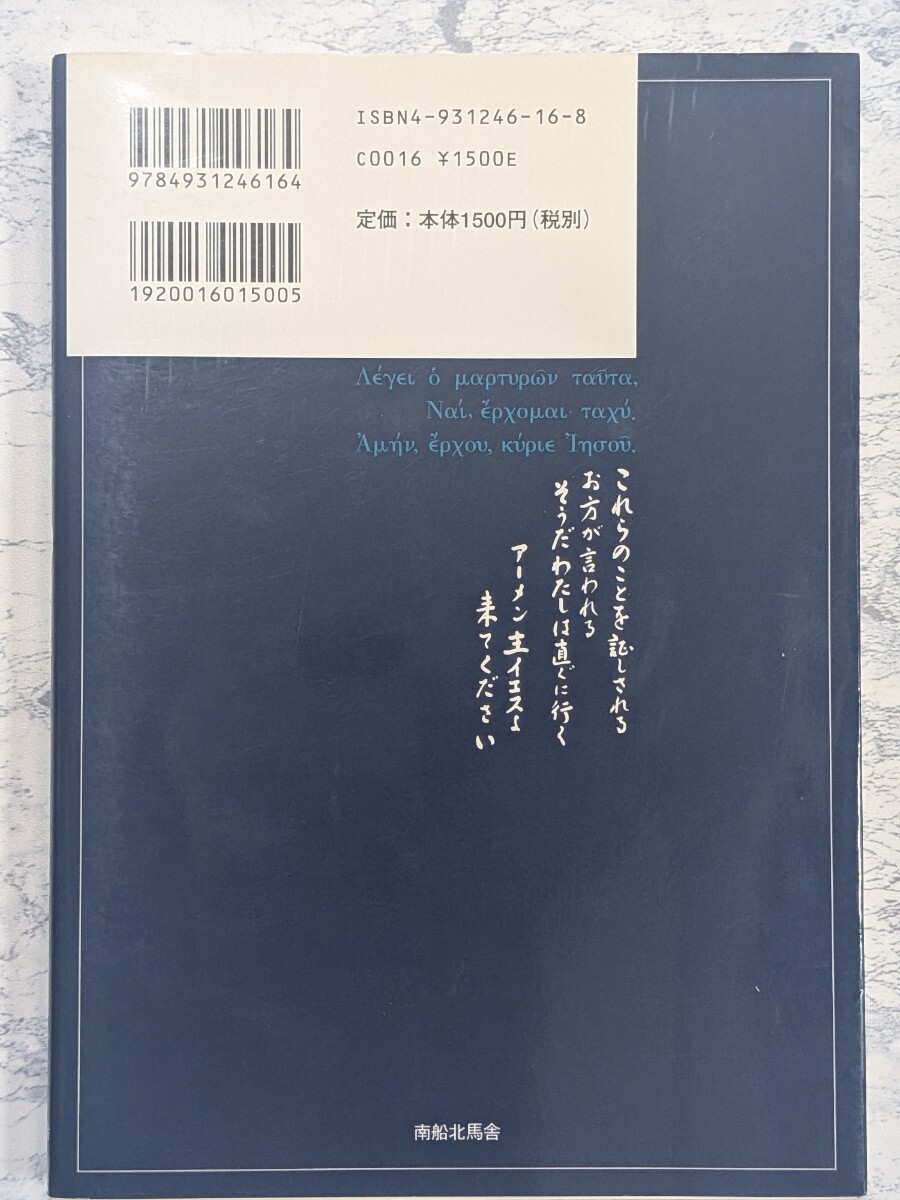 ISBN4-931246-16-8
9784931246164
C0016 ¥1500E
定価：本体1500円（税別）
1920016015005
Λέγει ὁ μαρτυρῶν ταῦτα,
Ναί, ἔρχομαι ταχύ.
Ἀμήν, ἔρχου, κύριε Ἰησοῦ.
これらのことを証しされる
お方が言われる
そうだわたしは直ぐに行く
アーメン主イエスよ
来てください
南船北馬舎